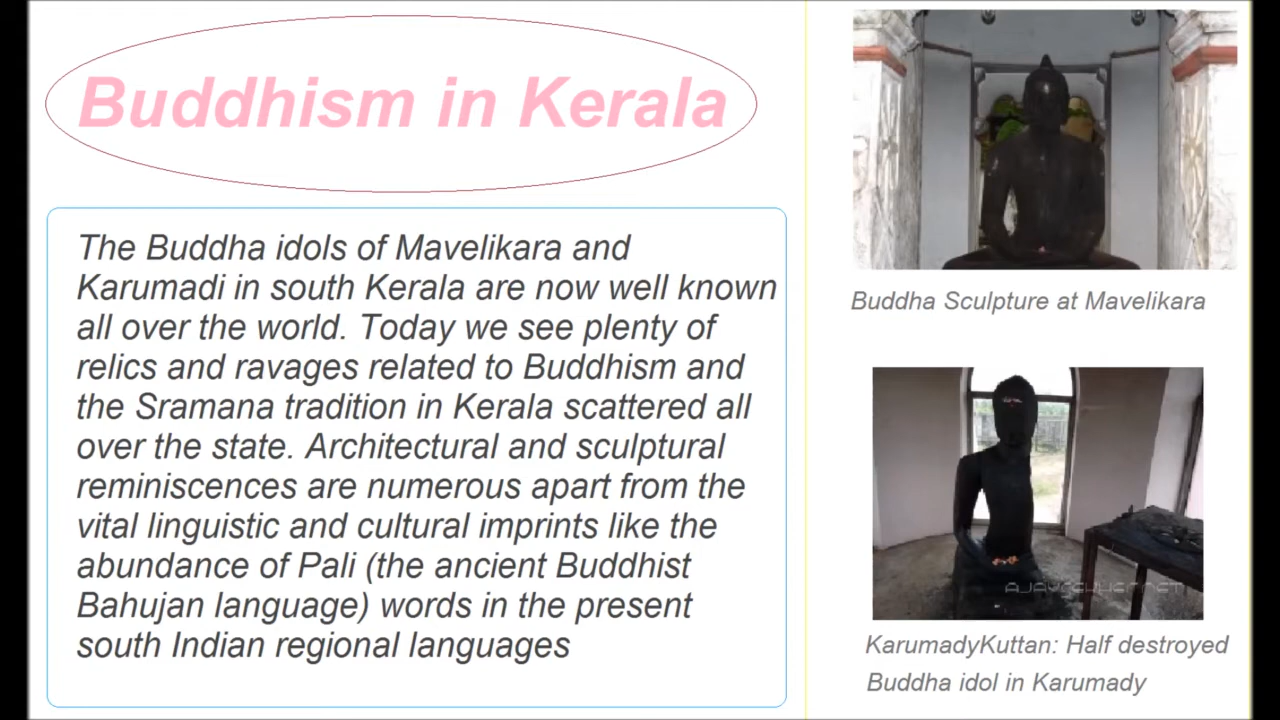 Buddhism in Kerala
The Buddha idols of Mavelikara and
Karumadi in south Kerala are now well known
all over the world. Today we see plenty of
relics and ravages related to Buddhism and
the Sramana tradition in Kerala scattered all
over the state. Architectural and sculptural
reminiscences are numerous apart from the
vital linguistic and cultural imprints like the
abundance of Pali (the ancient Buddhist
Bahujan language) words in the present
south Indian regional languages
Buddha Sculpture at Mavelikara
KarumadyKuttan: Half destroyed
Buddha idol in Karumady